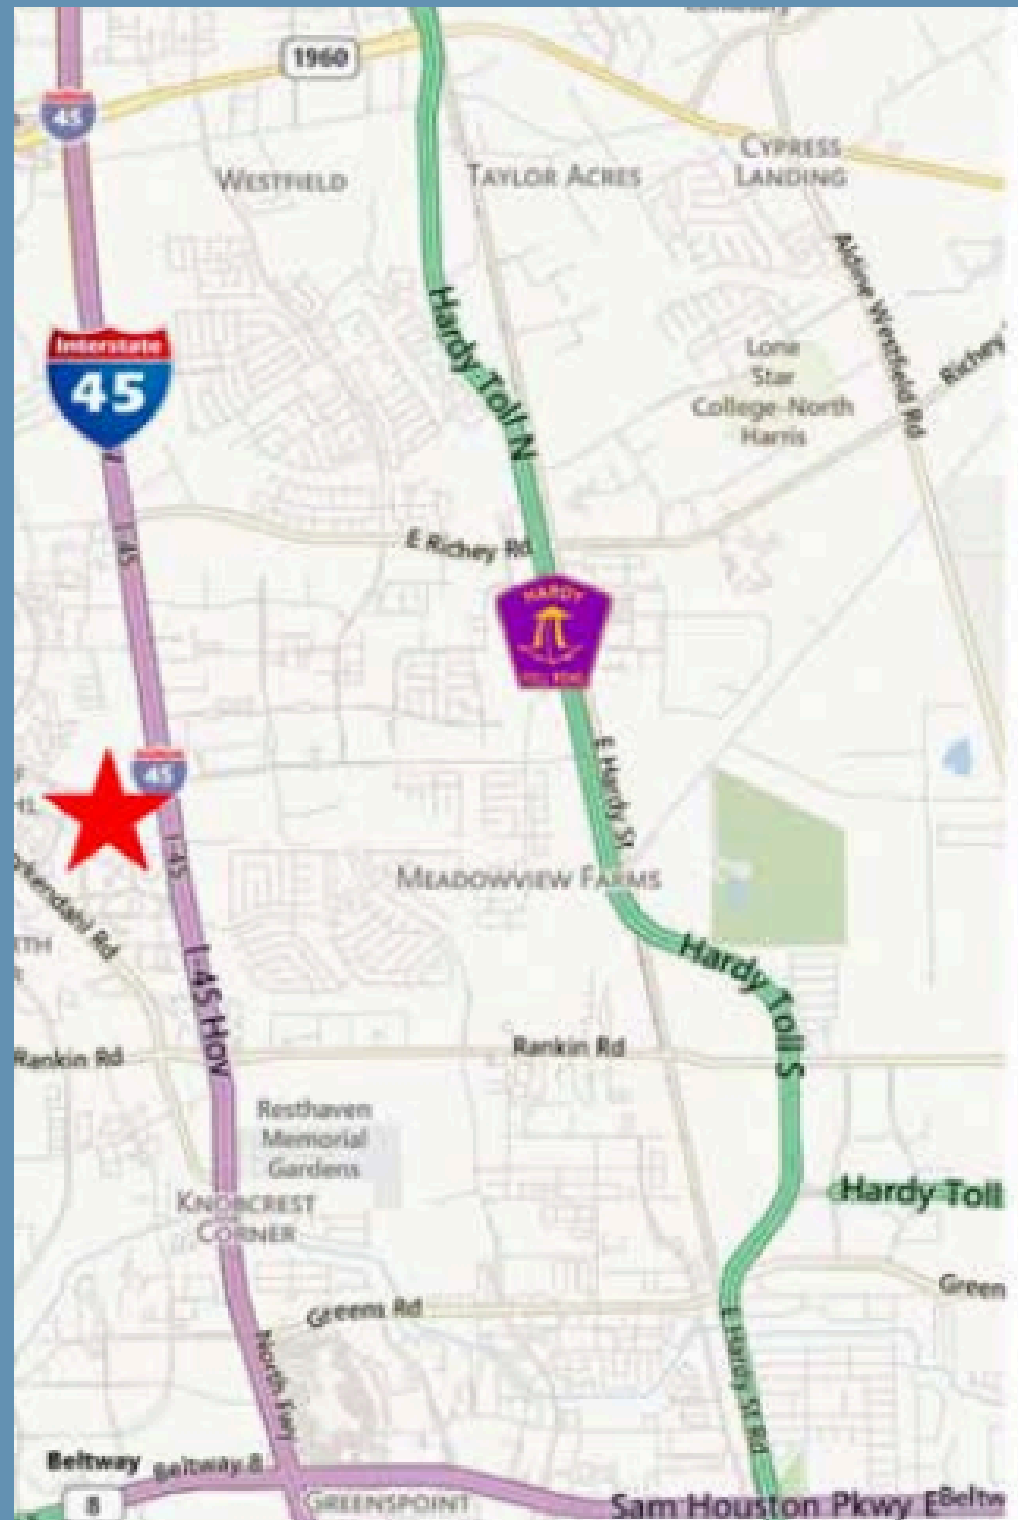 1960
45
CYPRESS
LANDING
WESTFIELD
TAYLOR ACRES
Aldine Westfield Rd
Hardy Toll N
Richey
Interstate
45
Lone
Star
College-North
Harris
I-45
E Richey Rd
HARDY
45
E Hardy St
I-45
MEADOWVIEW FARMS
Hardy Toll S
I-45 Hov
Rankin Rd
Rankin Rd
Resthaven
Memorial
Gardens
Hardy Toll
KNOBCREST
CORNER
Green
Greens Rd
E Hardy St Rd
North Fwy
Beltway
Beltway 8
8
GREENSPOINT
Sam Houston Pkwy E
Beltw